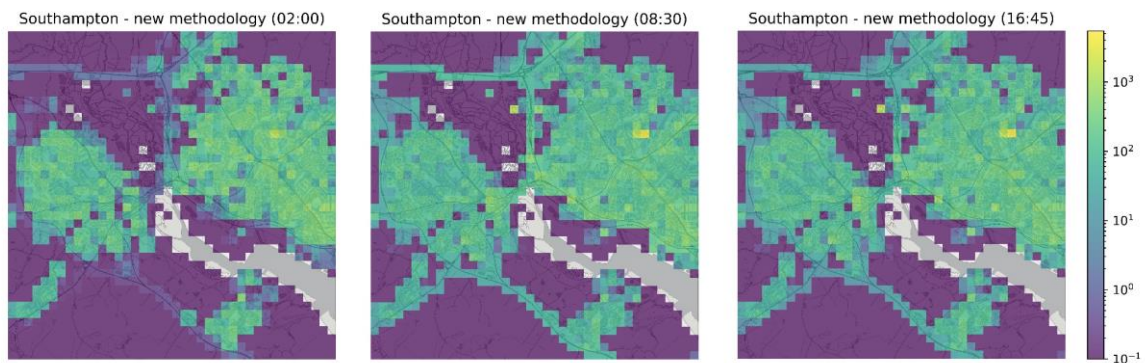 Southampton - new methodology (02:00)
Southampton - new methodology (08:30)
Southampton - new methodology (16:45)
10³
10²
10¹
10⁰
10⁻¹